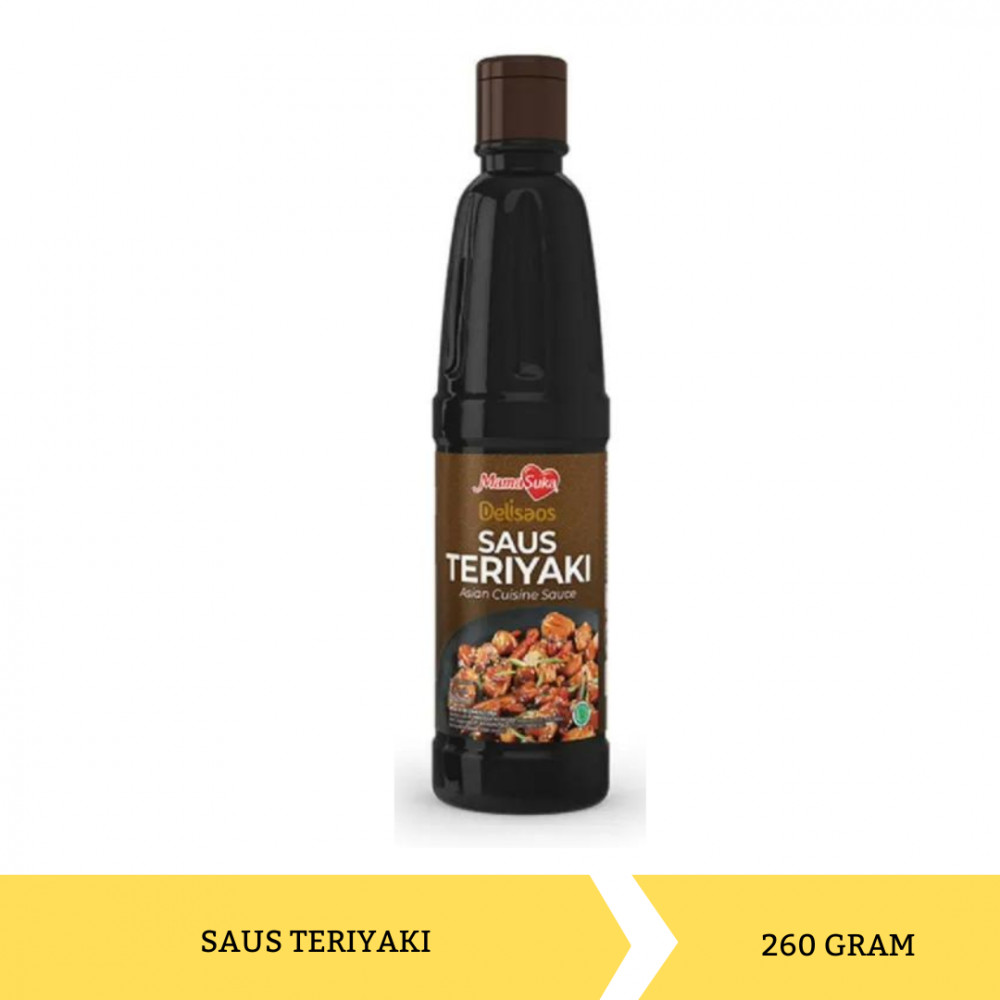 MamaSuka
Delisaos
SAUS
TERIYAKI
Asian Cuisine Sauce
SAUS TERIYAKI
260 GRAM